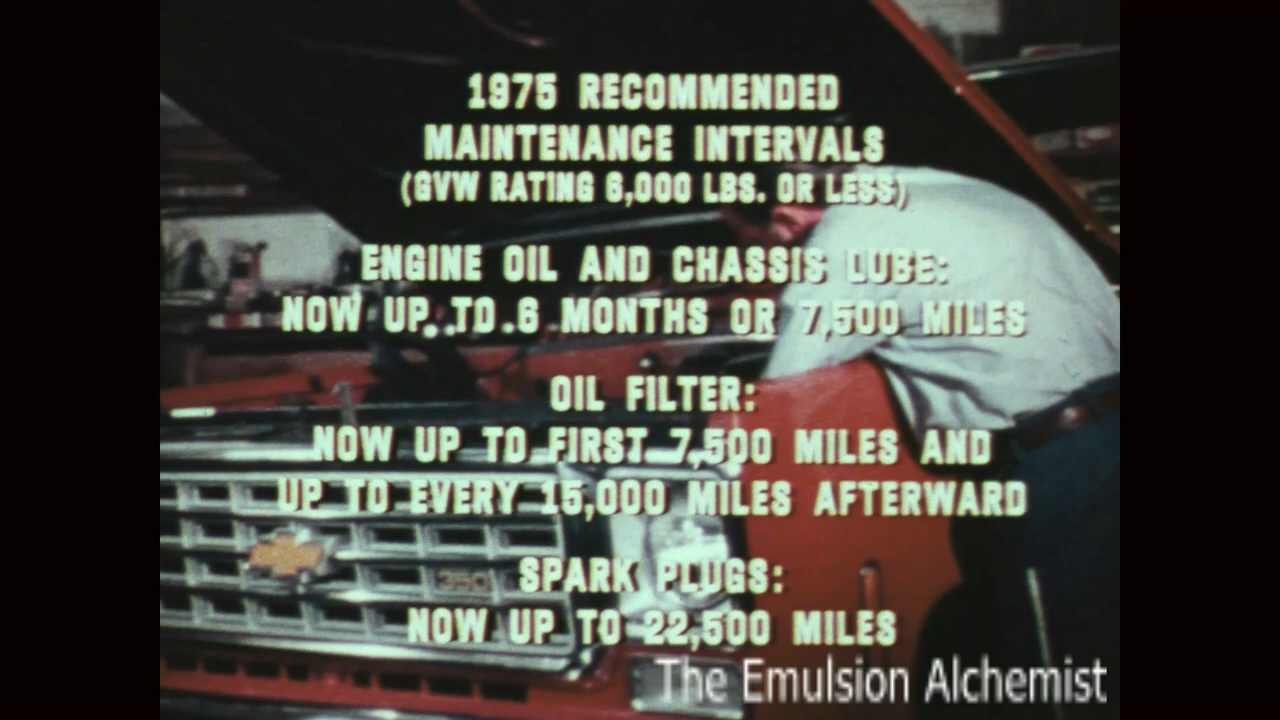 1975 RECOMMENDED
MAINTENANCE INTERVALS
(GVW RATING 6,000 LBS. OR LESS)
ENGINE OIL AND CHASSIS LUBE:
NOW UP TO 6 MONTHS OR 7,500 MILES
OIL FILTER:
NOW UP TO FIRST 7,500 MILES AND
UP TO EVERY 15,000 MILES AFTERWARD
350
SPARK PLUGS:
NOW UP TO 22,500 MILES
The Emulsion Alchemist